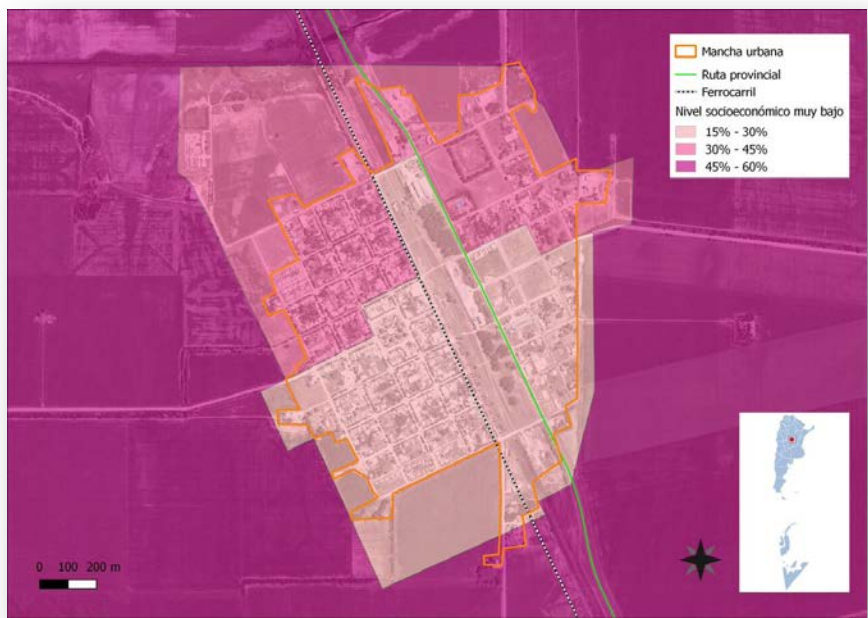 Mancha urbana
Ruta provincial
Ferrocarril
Nivel socioeconómico muy bajo
15% - 30%
30% - 45%
45% - 60%
0 100 200 m